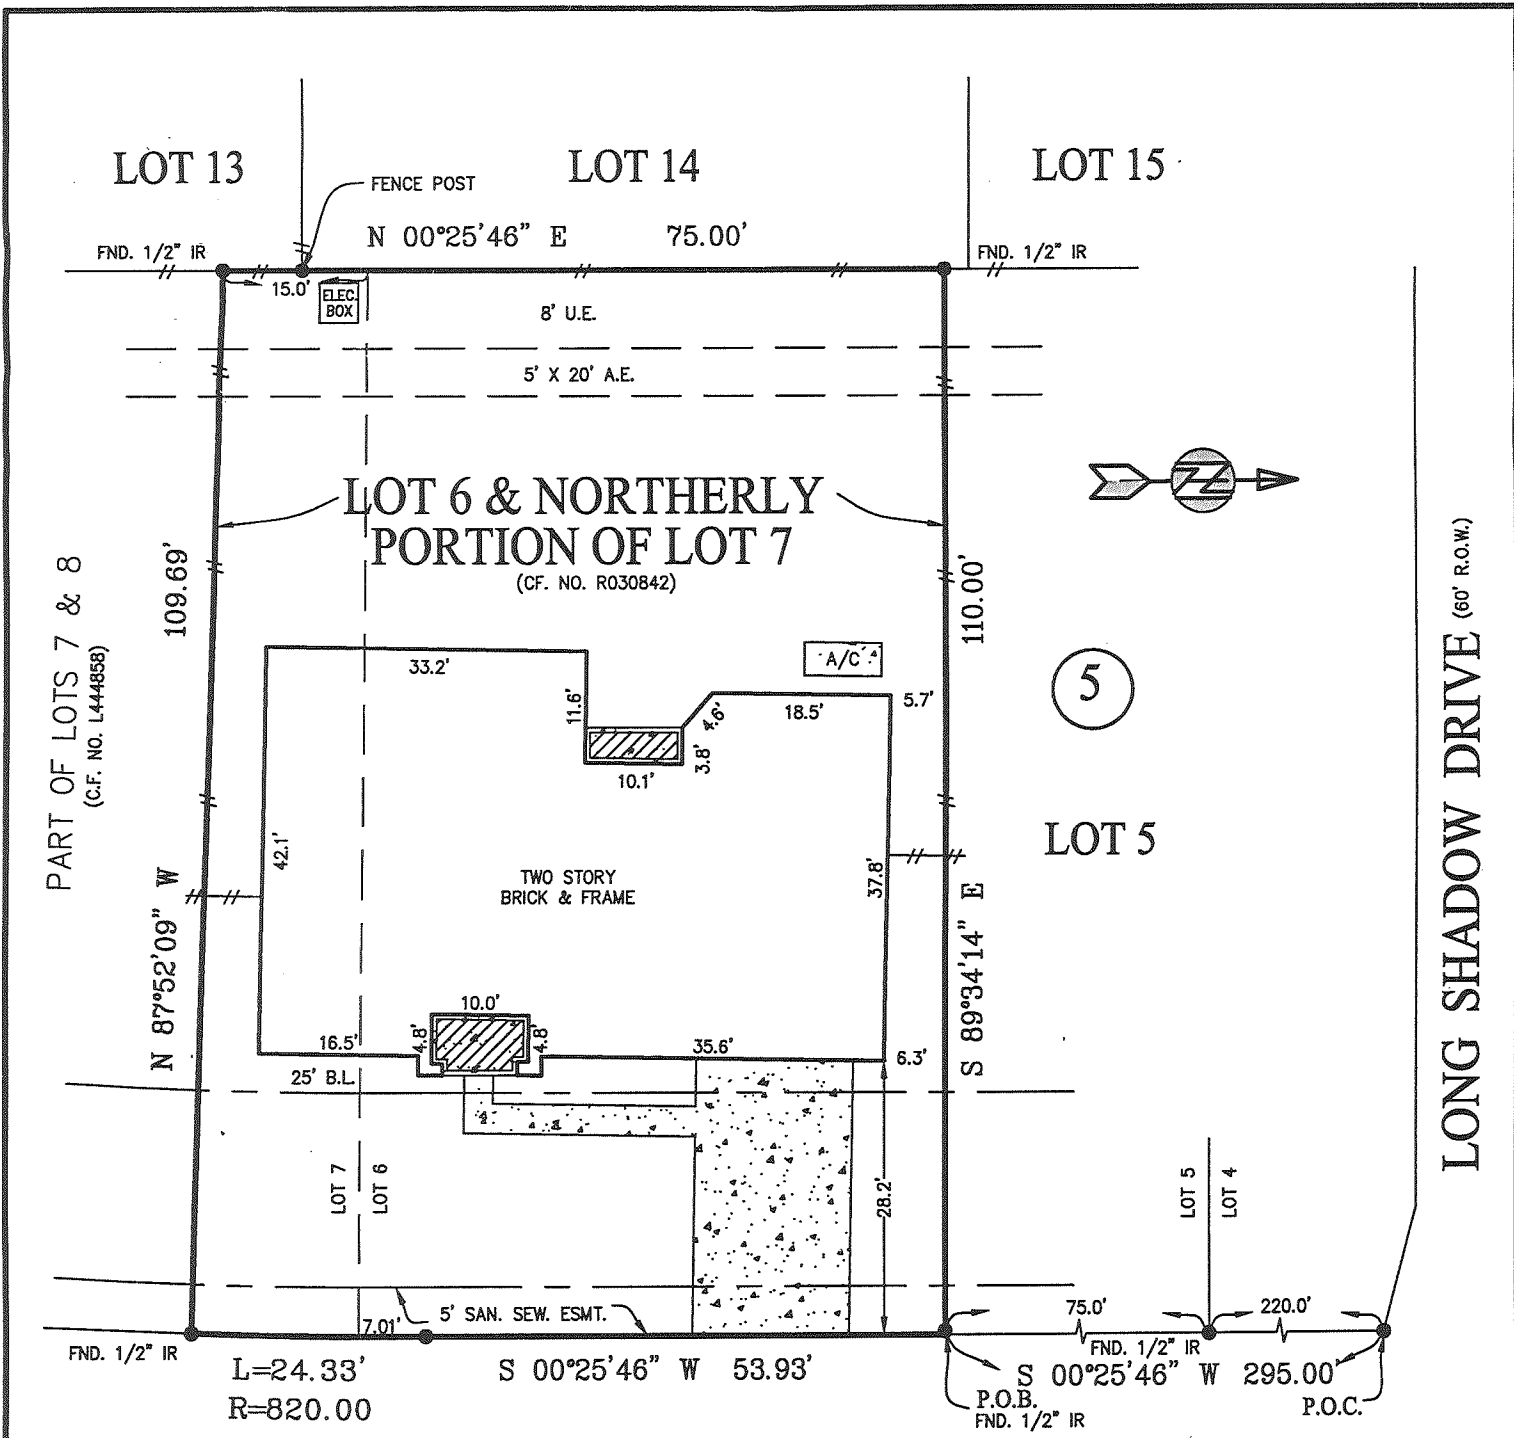 LOT 13
LOT 14
LOT 15
FENCE POST
N 00°25'46" E 75.00'
FND. 1/2" IR
FND. 1/2" IR
15.0'
ELEC.
BOX
8' U.E.
5' X 20' A.E.
LOT 6 & NORTHERLY
PORTION OF LOT 7
(CF. NO. R030842)
PART OF LOTS 7 & 8
(C.F. NO. L444858)
109.69'
N 87°52'09" W
110.00'
S 89°34'14" E
LONG SHADOW DRIVE (60' R.O.W.)
5
LOT 5
33.2'
11.6'
10.1'
3.8'
4.6'
A/C
18.5'
5.7'
42.1'
37.8'
TWO STORY
BRICK & FRAME
10.0'
4.8'
4.8'
16.5'
35.6'
6.3'
25' B.L.
LOT 7
LOT 6
28.2'
LOT 5
LOT 4
5' SAN. SEW. ESMT.
7.01'
75.0'
220.0'
FND. 1/2" IR
FND. 1/2" IR
L=24.33'
R=820.00
S 00°25'46" W 53.93'
S 00°25'46" W 295.00'
P.O.B.
FND. 1/2" IR
P.O.C.